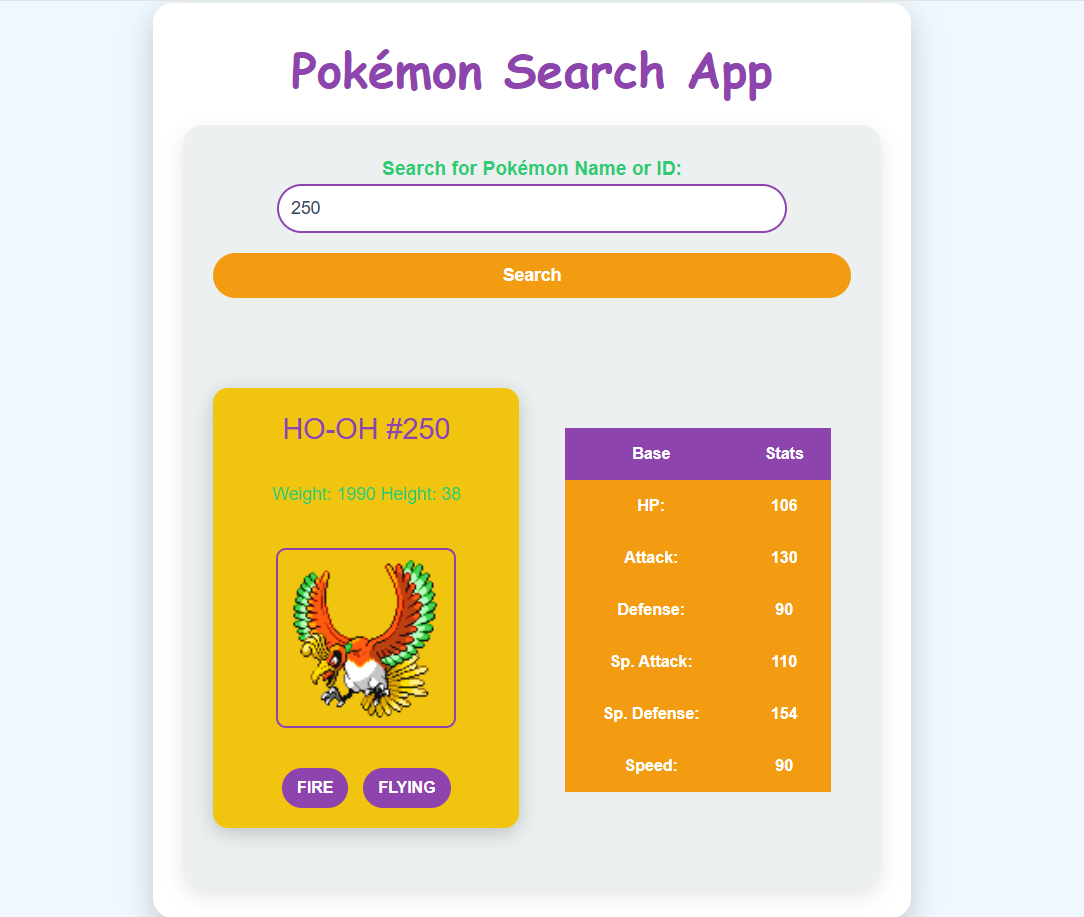 Pokémon Search App
Search for Pokémon Name or ID:
250
Search
HO-OH #250
Weight: 1990 Height: 38
FIRE FLYING
Base Stats
HP: 106
Attack: 130
Defense: 90
Sp. Attack: 110
Sp. Defense: 154
Speed: 90